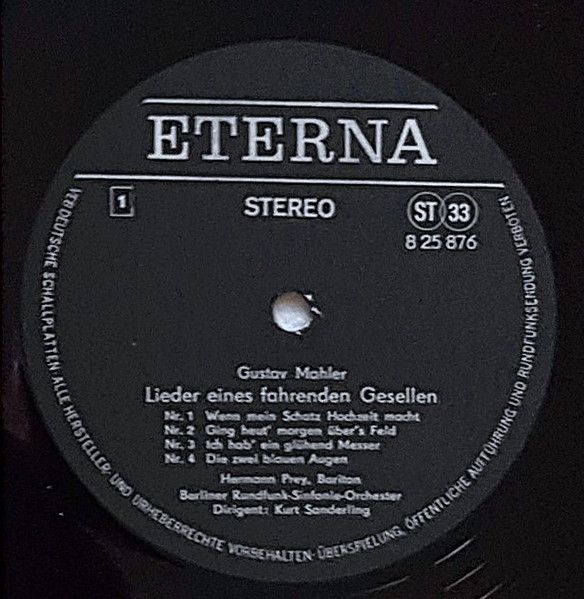 ETERNA
1
STEREO
ST 33
8 25 876
Gustav Mahler
Lieder eines fahrenden Gesellen
Nr. 1 Wenn mein Schatz Hochzeit macht
Nr. 2 Ging heut' morgen über's Feld
Nr. 3 Ich hab' ein glühend Messer
Nr. 4 Die zwei blauen Augen
Hermann Prey, Bariton
Berliner Rundfunk-Sinfonie-Orchester
Dirigent: Kurt Sanderling
VEB DEUTSCHE SCHALLPLATTEN · ALLE HERSTELLER- UND URHEBERRECHTE VORBEHALTEN · ÜBERSPIELUNG, ÖFFENTLICHE AUFFÜHRUNG UND RUNDFUNKSENDUNG VERBOTEN